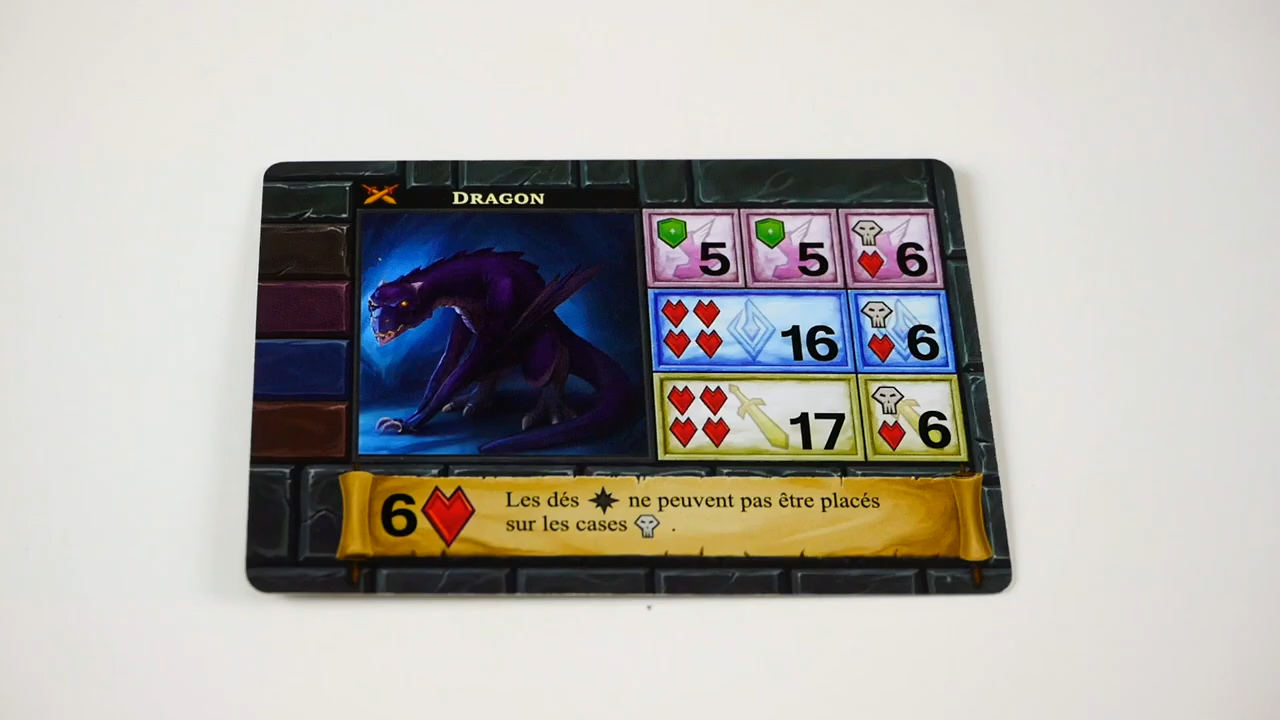 DRAGON
5 5 6
16 6
17 6
6 Les dés ne peuvent pas être placés
sur les cases .